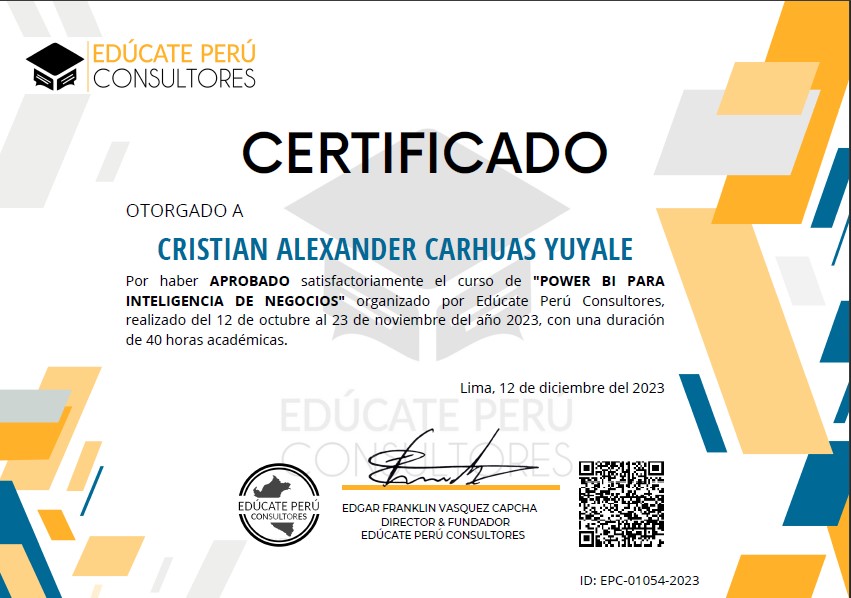 EDÚCATE PERÚ
CONSULTORES
CERTIFICADO
OTORGADO A
CRISTIAN ALEXANDER CARHUAS YUYALE
Por haber APROBADO satisfactoriamente el curso de "POWER BI PARA
INTELIGENCIA DE NEGOCIOS" organizado por Edúcate Perú Consultores,
realizado del 12 de octubre al 23 de noviembre del año 2023, con una duración
de 40 horas académicas.
Lima, 12 de diciembre del 2023
EDÚCATE PERÚ
CONSULTORES
EDÚCATE PERÚ
CONSULTORES
EDGAR FRANKLIN VASQUEZ CAPCHA
DIRECTOR & FUNDADOR
EDÚCATE PERÚ CONSULTORES
ID: EPC-01054-2023